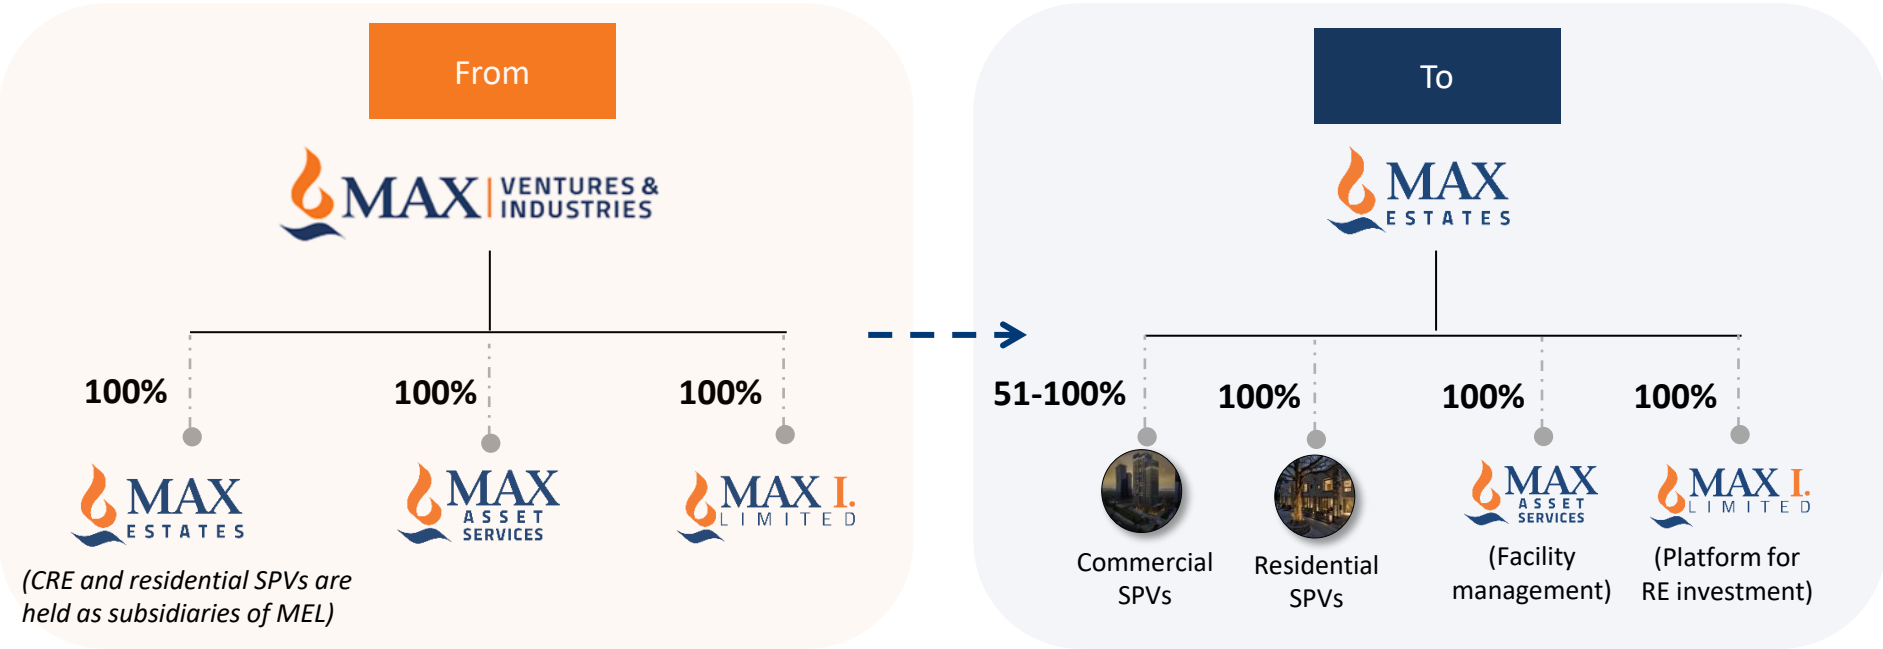 From
MAX VENTURES &
INDUSTRIES
100%
100%
100%
MAX
ESTATES
(CRE and residential SPVs are
held as subsidiaries of MEL)
MAX
ASSET
SERVICES
MAX I.
LIMITED
To
MAX
ESTATES
51-100%
100%
100%
100%
Commercial
SPVs
Residential
SPVs
MAX
ASSET
SERVICES
(Facility
management)
MAX I.
LIMITED
(Platform for
RE investment)